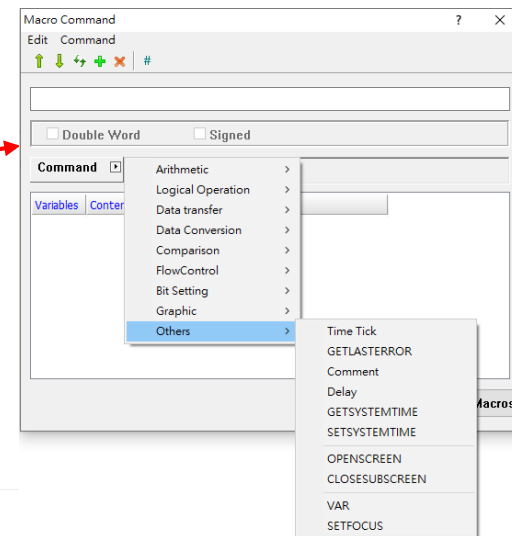 Macro Command ? ×
Edit Command
#
Double Word Signed
Command
Arithmetic
Logical Operation
Variables
Data transfer
Data Conversion
Comparison
FlowControl
Bit Setting
Graphic
Others
Time Tick
GETLASTERROR
Comment
Delay
GETSYSTEMTIME
SETSYSTEMTIME
OPENSCREEN
CLOSESUBSCREEN
VAR
SETFOCUS